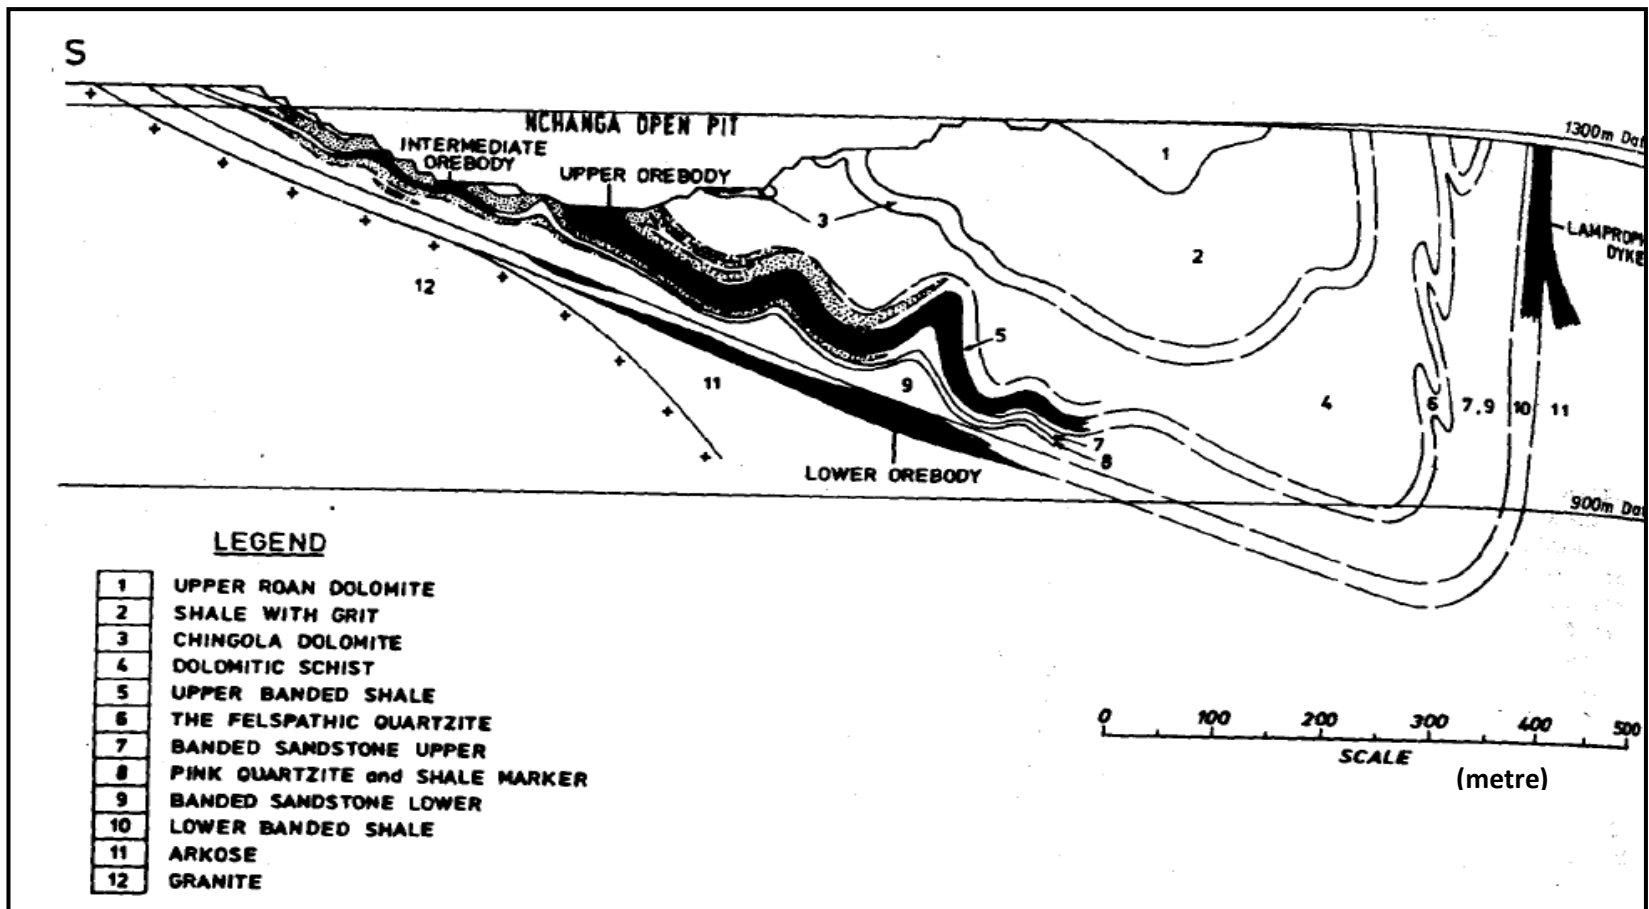 S
NCHANGA OPEN PIT
1300m Dat
INTERMEDIATE
OREBODY
UPPER OREBODY
1
3
2
LAMPROPH
DYKE
12
5
11
9
4
6
7.9
10
11
7
8
LOWER OREBODY
900m Dat
LEGEND
1 UPPER ROAN DOLOMITE
2 SHALE WITH GRIT
3 CHINGOLA DOLOMITE
4 DOLOMITIC SCHIST
5 UPPER BANDED SHALE
6 THE FELSPATHIC QUARTZITE
7 BANDED SANDSTONE UPPER
8 PINK QUARTZITE and SHALE MARKER
9 BANDED SANDSTONE LOWER
10 LOWER BANDED SHALE
11 ARKOSE
12 GRANITE
0 100 200 300 400 500
SCALE
(metre)